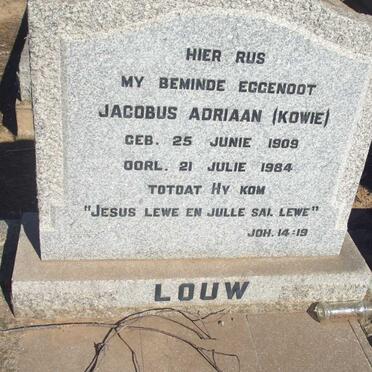 HIER RUS
MY BEMINDE EGGENOOT
JACOBUS ADRIAAN (KOWIE)
GEB. 25 JUNIE 1909
OORL. 21 JULIE 1984
TOTDAT HY KOM
"JESUS LEWE EN JULLE SAL LEWE"
JOH. 14:19
LOUW